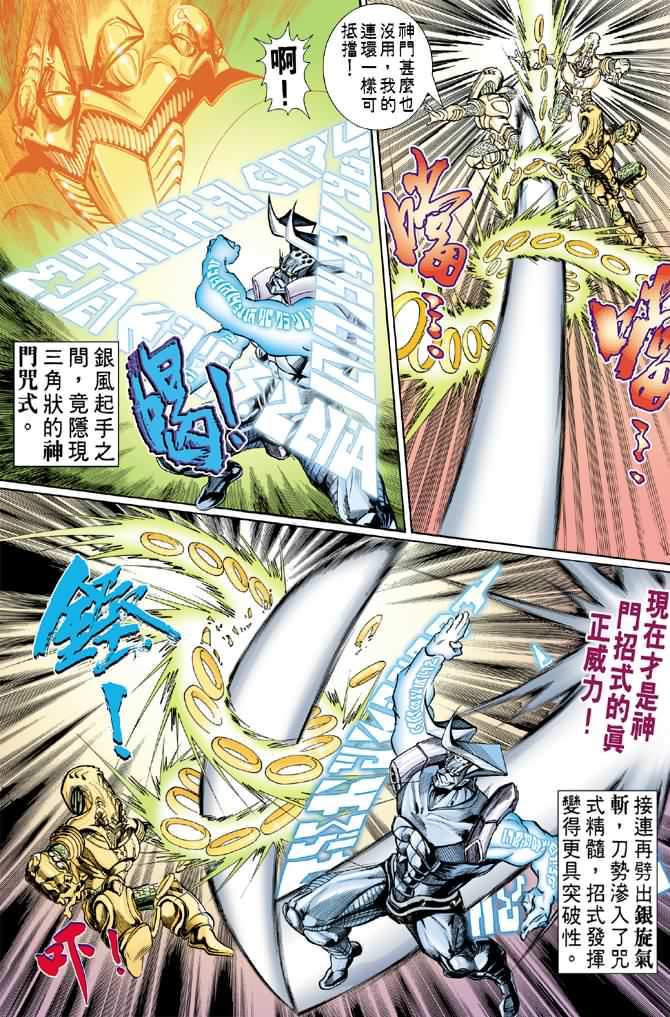 神門甚麼也
沒用，我的
連環一樣可
抵擋！
噹…！
噹…！
啊！
銀風起手之
間，竟隱現
三角狀的神
門咒式。
喝！
現在才是神
門招式的真
正威力！
接連再劈出銀旋氣
斬，刀勢滲入了咒
式精髓，招式發揮
變得更具突破性。
鏗！
吓！